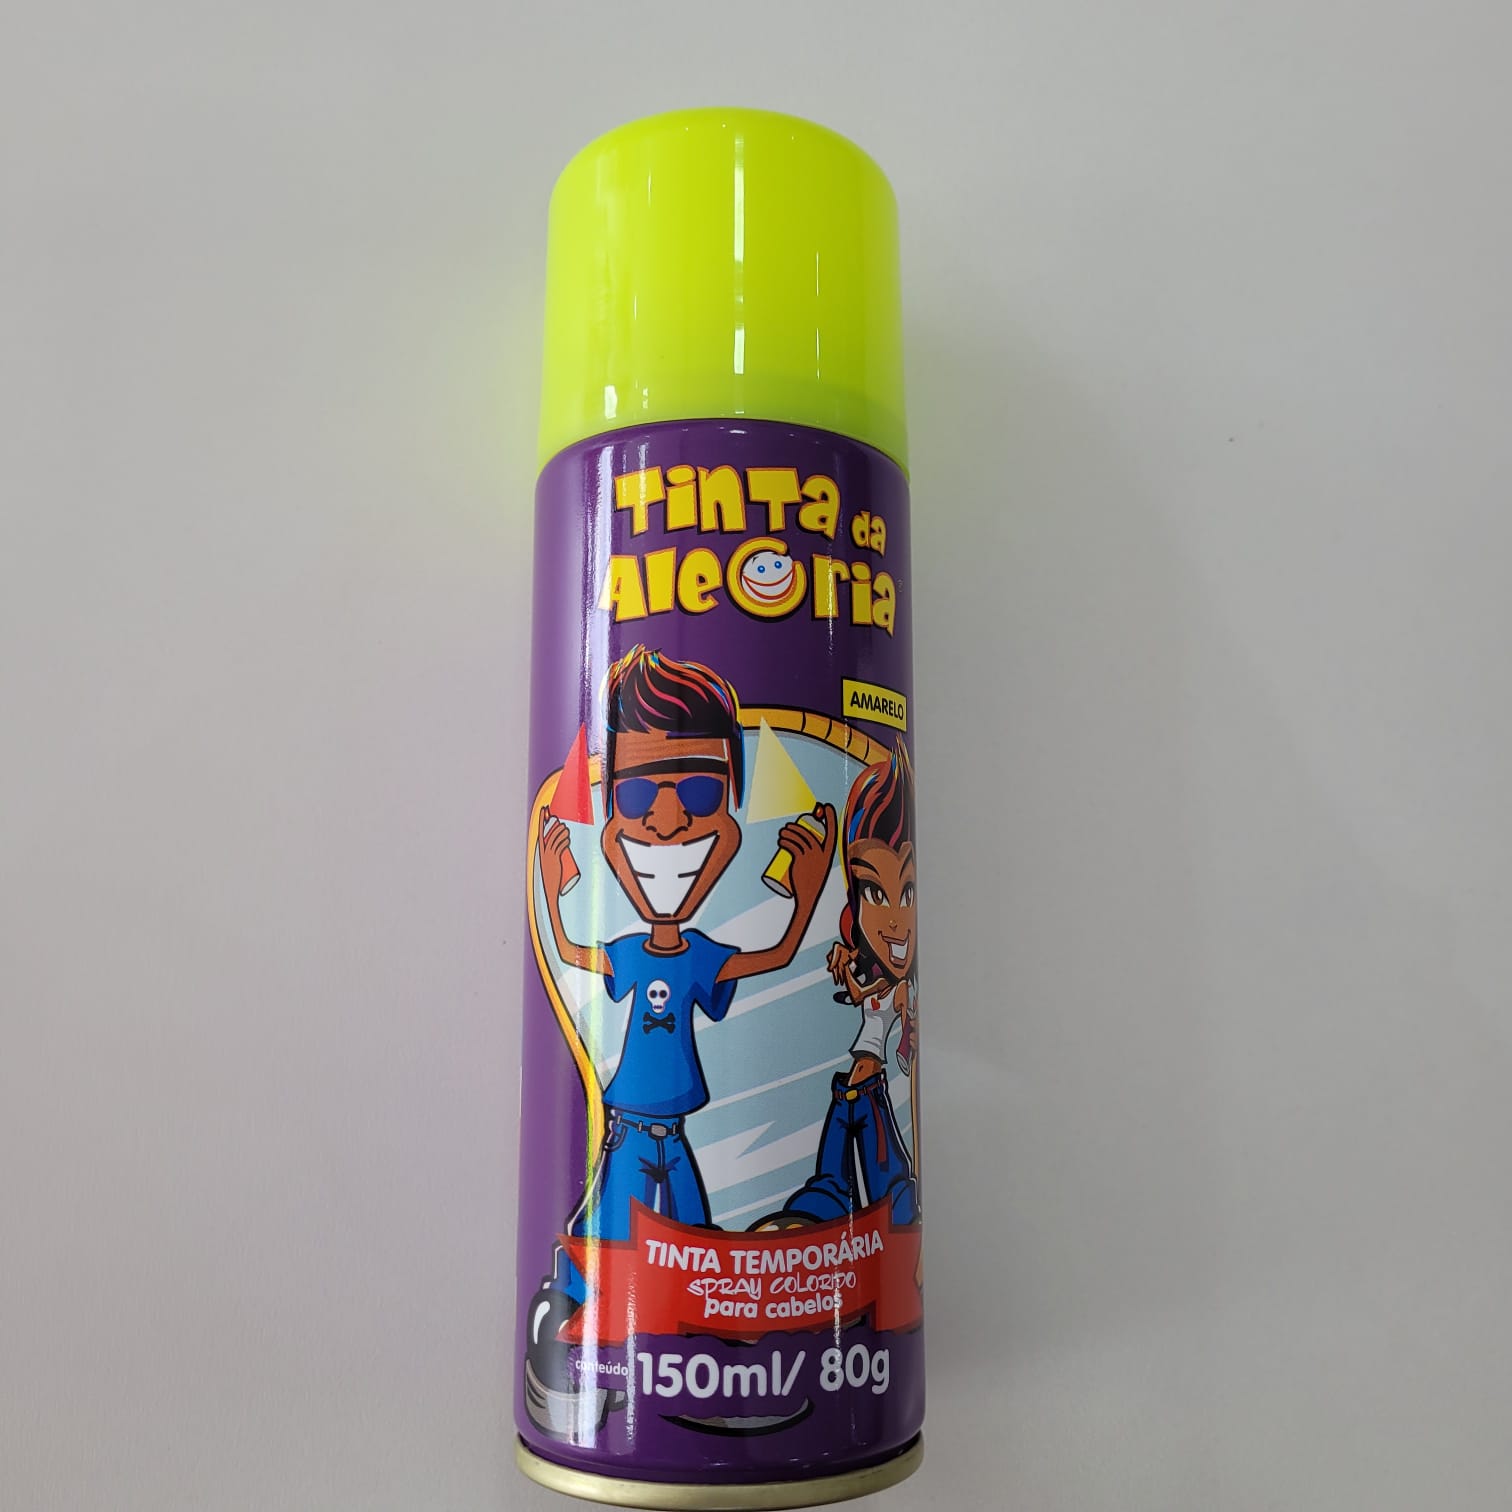 Tinta da
Alegria
AMARELO
TINTA TEMPORÁRIA
SPRAY COLORIDO
para cabelos
conteúdo 150ml/ 80g